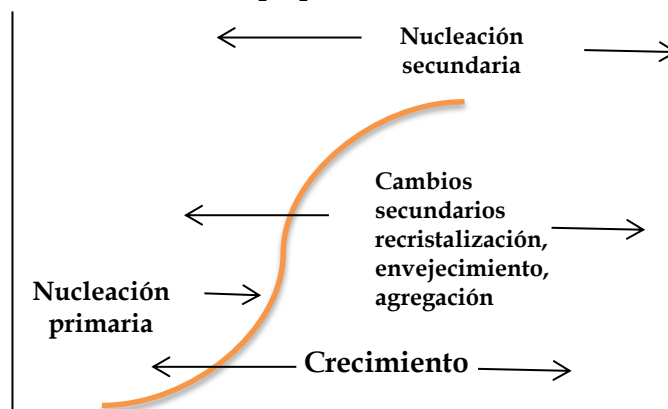 Nucleación
secundaria
Cambios
secundarios
recristalización,
envejecimiento,
agregación
Nucleación
primaria
Crecimiento